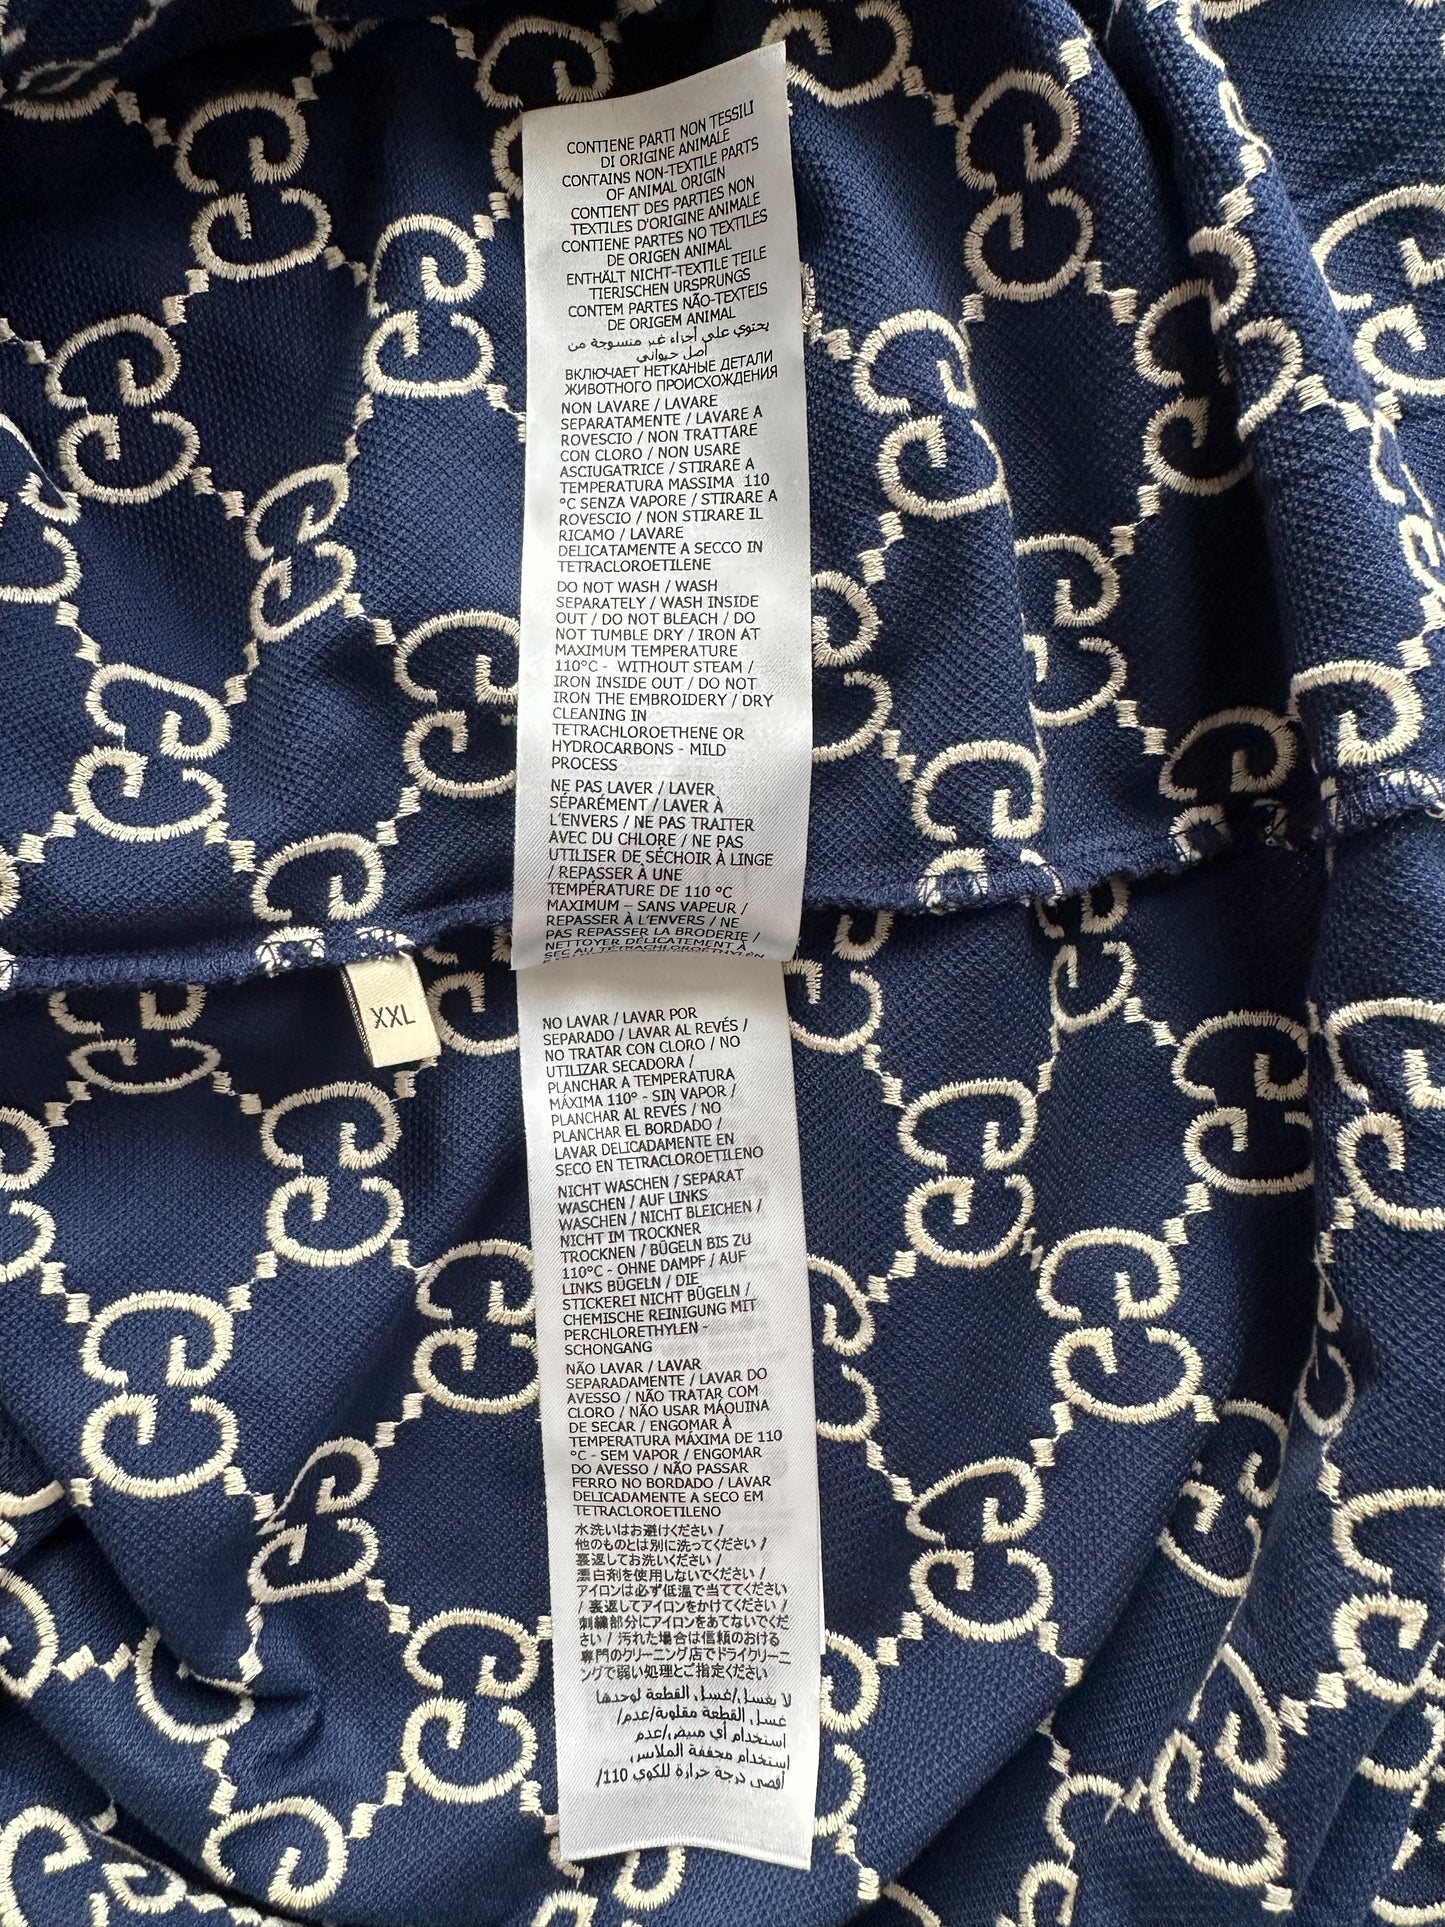 CONTIENE PARTI NON TESSILI
DI ORIGINE ANIMALE
CONTAINS NON-TEXTILE PARTS
OF ANIMAL ORIGIN
CONTIENT DES PARTIES NON
TEXTILES D'ORIGINE ANIMALE
CONTIENE PARTES NO TEXTILES
DE ORIGEN ANIMAL
ENTHÄLT NICHT-TEXTILE TEILE
TIERISCHEN URSPRUNGS
CONTEM PARTES NÃO-TEXTEIS
DE ORIGEM ANIMAL
يحتوي على أجزاء غير منسوجة من
أصل حيواني
ВКЛЮЧАЕТ НЕТКАНЫЕ ДЕТАЛИ
ЖИВОТНОГО ПРОИСХОЖДЕНИЯ
NON LAVARE / LAVARE
SEPARATAMENTE / LAVARE A
ROVESCIO / NON TRATTARE
CON CLORO / NON USARE
ASCIUGATRICE / STIRARE A
TEMPERATURA MASSIMA 110
°C SENZA VAPORE / STIRARE A
ROVESCIO / NON STIRARE IL
RICAMO / LAVARE
DELICATAMENTE A SECCO IN
TETRACLOROETILENE
DO NOT WASH / WASH
SEPARATELY / WASH INSIDE
OUT / DO NOT BLEACH / DO
NOT TUMBLE DRY / IRON AT
MAXIMUM TEMPERATURE
110°C - WITHOUT STEAM /
IRON INSIDE OUT / DO NOT
IRON THE EMBROIDERY / DRY
CLEANING IN
TETRACHLOROETHENE OR
HYDROCARBONS - MILD
PROCESS
NE PAS LAVER / LAVER
SÉPARÉMENT / LAVER À
L'ENVERS / NE PAS TRAITER
AVEC DU CHLORE / NE PAS
UTILISER DE SÉCHOIR À LINGE
/ REPASSER À UNE
TEMPÉRATURE DE 110 °C
MAXIMUM – SANS VAPEUR /
REPASSER À L'ENVERS / NE
PAS REPASSER LA BRODERIE /
NETTOYER DÉLICATEMENT À
SEC AU TÉTRACHLOROÉTHYLÈN
XXL
NO LAVAR / LAVAR POR
SEPARADO / LAVAR AL REVÉS /
NO TRATAR CON CLORO / NO
UTILIZAR SECADORA /
PLANCHAR A TEMPERATURA
MÁXIMA 110° - SIN VAPOR /
PLANCHAR AL REVÉS / NO
PLANCHAR EL BORDADO /
LAVAR DELICADAMENTE EN
SECO EN TETRACLOROETILENO
NICHT WASCHEN / SEPARAT
WASCHEN / AUF LINKS
WASCHEN / NICHT BLEICHEN /
NICHT IM TROCKNER
TROCKNEN / BÜGELN BIS ZU
110°C - OHNE DAMPF / AUF
LINKS BÜGELN / DIE
STICKEREI NICHT BÜGELN /
CHEMISCHE REINIGUNG MIT
PERCHLORETHYLEN -
SCHONGANG
NÃO LAVAR / LAVAR
SEPARADAMENTE / LAVAR DO
AVESSO / NÃO TRATAR COM
CLORO / NÃO USAR MÁQUINA
DE SECAR / ENGOMAR À
TEMPERATURA MÁXIMA DE 110
°C - SEM VAPOR / ENGOMAR
DO AVESSO / NÃO PASSAR
FERRO NO BORDADO / LAVAR
DELICADAMENTE A SECO EM
TETRACLOROETILENO
水洗いはお避けください /
他のものとは別に洗ってください /
裏返してお洗いください /
漂白剤を使用しないでください /
アイロンは必ず低温で当ててください
/ 裏返してアイロンをかけてください /
刺繍部分にアイロンをあてないでくだ
さい / 汚れた場合は信頼のおける
専門のクリーニング店でドライクリーニ
ングで弱い処理とご指定ください
لا يغسل/غسل القطعة لوحدها
غسل القطعة مقلوبة/عدم/
استخدام أي مبيض/عدم
استخدام مجففة الملابس
أقصى درجة حرارة للكوي 110/